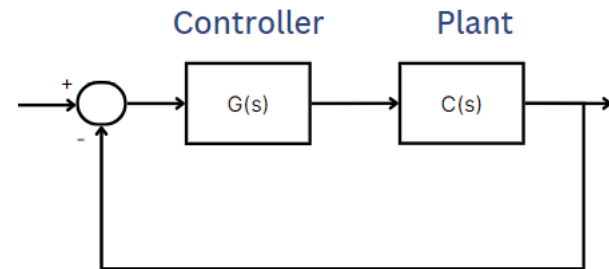 Controller Plant
+
G(s) C(s)
-